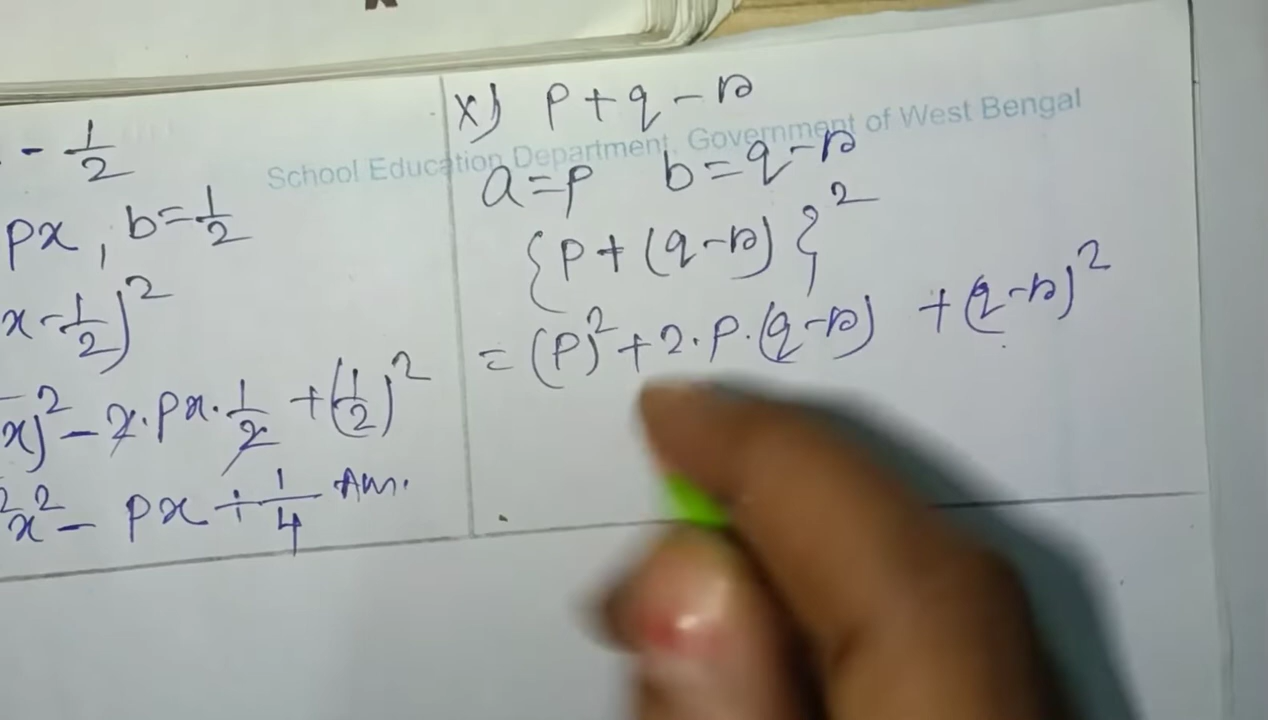 - 1/2
px, b=1/2
x-1/2)²
x)² - 2·px·1/2 + (1/2)²
²x² - px + 1/4 Ans.
x) p+q-r
School Education Department, Government of West Bengal
a=p b=q-r
{p+(q-r)}²
= (p)²+2·p·(q-r) +(q-r)²